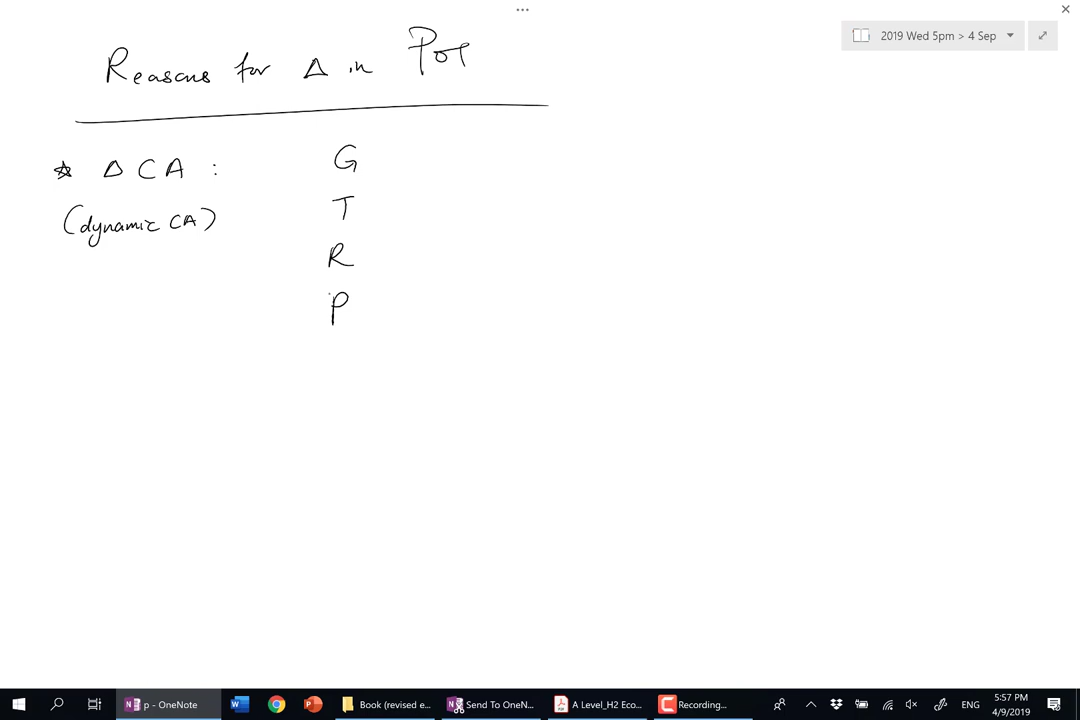 2019 Wed 5pm > 4 Sep
Reasons for Δ in PoT
☆ Δ CA : G
(dynamic CA) T
R
P
p - OneNote
Book (revised e...
Send To OneN...
A Level_H2 Eco...
Recording...
ENG
5:57 PM
4/9/2019